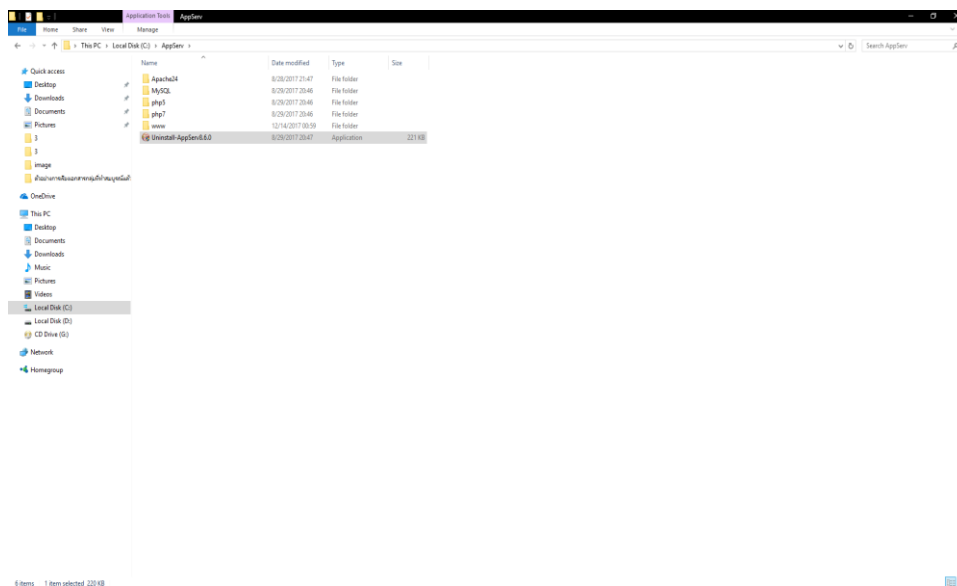 Application Tools AppServ
File Home Share View Manage
This PC › Local Disk (C:) › AppServ › Search AppServ
Name Date modified Type Size
Quick access
Desktop
Downloads
Documents
Pictures
3
3
image
OneDrive
This PC
Desktop
Documents
Downloads
Music
Pictures
Videos
Local Disk (C:)
Local Disk (D:)
CD Drive (G:)
Network
Homegroup
Apache24 8/28/2017 21:47 File folder
MySQL 8/29/2017 20:46 File folder
php5 8/29/2017 20:46 File folder
php7 8/29/2017 20:46 File folder
www 12/14/2017 00:59 File folder
Uninstall-AppServ8.6.0 8/29/2017 20:47 Application 221 KB
6 items 1 item selected 220 KB